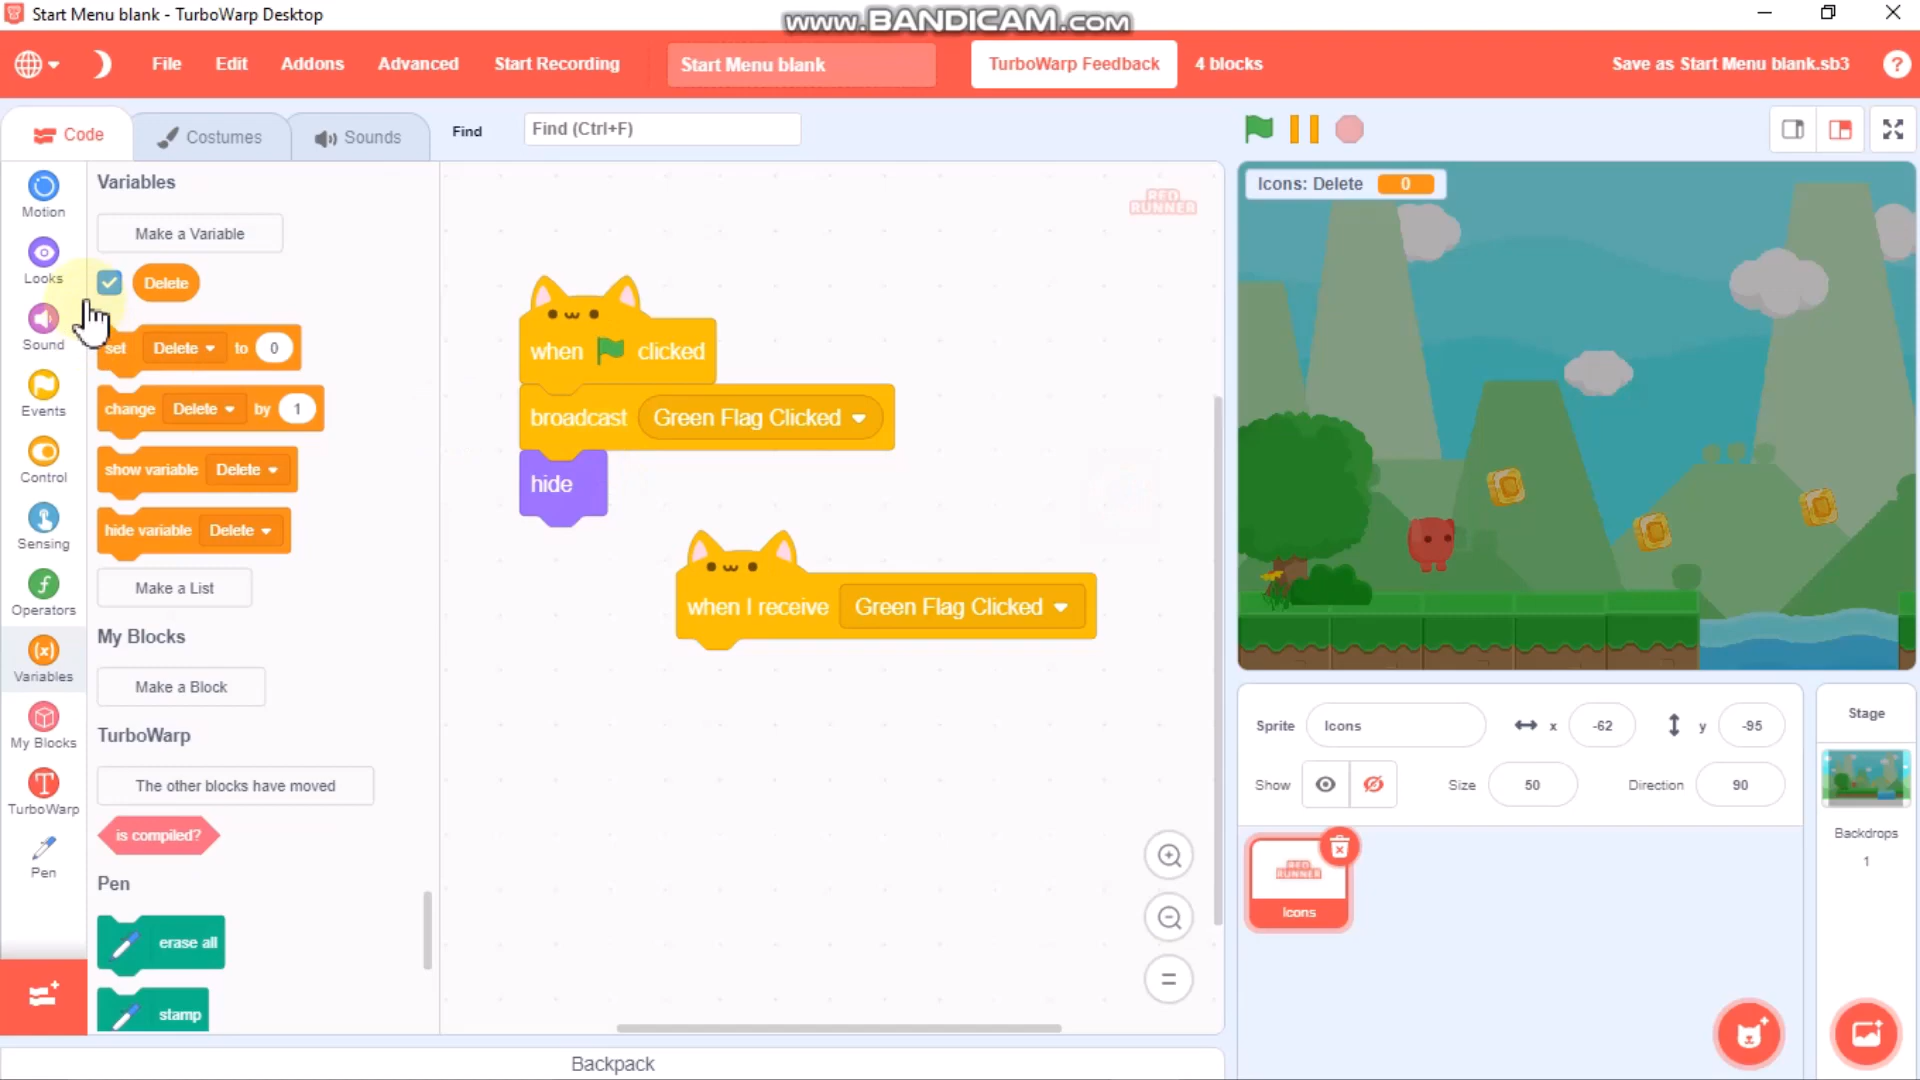 Start Menu blank - TurboWarp Desktop
www.BANDICAM.com
File
Edit
Addons
Advanced
Start Recording
Start Menu blank
TurboWarp Feedback
4 blocks
Save as Start Menu blank.sb3
?
Code
Costumes
Sounds
Find
Find (Ctrl+F)
Motion
Looks
Sound
Events
Control
Sensing
Operators
Variables
My Blocks
TurboWarp
Pen
Variables
Make a Variable
Delete
set Delete to 0
change Delete by 1
show variable Delete
hide variable Delete
Make a List
My Blocks
Make a Block
TurboWarp
The other blocks have moved
is compiled?
Pen
erase all
stamp
RED RUNNER
when clicked
broadcast Green Flag Clicked
hide
when I receive Green Flag Clicked
Backpack
Icons: Delete 0
Sprite Icons x -62 y -95
Show Size 50 Direction 90
RED RUNNER
Icons
Stage
Backdrops
1